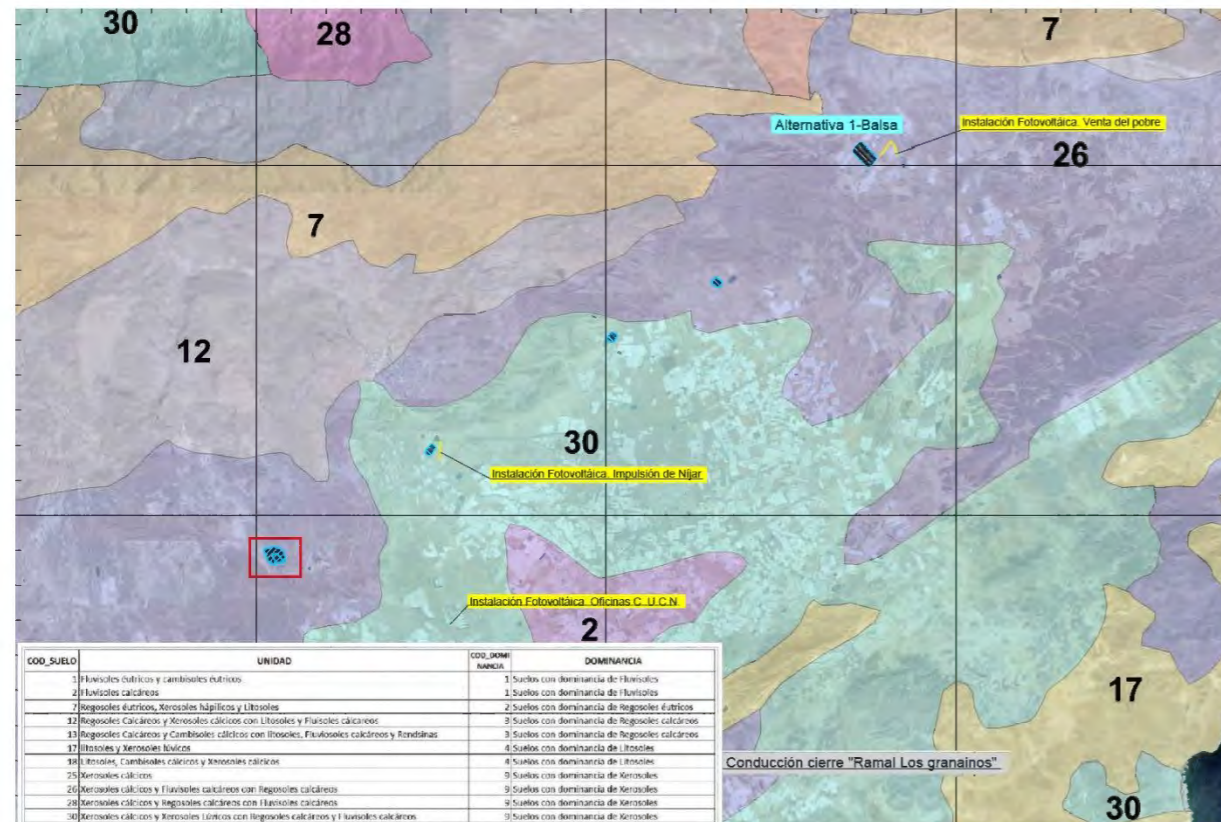 30
28
7
Alternativa 1-Balsa
Instalación Fotovoltáica. Venta del pobre
26
7
12
30
Instalación Fotovoltáica. Impulsión de Níjar
Instalación Fotovoltáica. Oficinas C.U.C.N
2
17
30
Conducción cierre "Ramal Los granainos"
COD_SUELO UNIDAD COD_DOMI NANCIA DOMINANCIA
1 Fluvisoles éutricos y cambisoles éutricos 1 Suelos con dominancia de Fluvisoles
2 Fluvisoles calcáreos 1 Suelos con dominancia de Fluvisoles
7 Regosoles éutricos, Xerosoles háplicos y Litosoles 2 Suelos con dominancia de Regosoles éutricos
12 Regosoles Calcáreos y Xerosoles cálcicos con Litosoles y Fluisoles cálcareos 3 Suelos con dominancia de Regosoles calcáreos
13 Regosoles Calcáreos y Cambisoles cálcicos con litosoles, Fluviosoles calcáreos y Rendsinas 3 Suelos con dominancia de Regosoles calcáreos
17 litosoles y Xerosoles lúvicos 4 Suelos con dominancia de Litosoles
18 Litosoles, Cambisoles cálcicos y Xerosoles cálcicos 4 Suelos con dominancia de Litosoles
25 Xerosoles cálcicos 9 Suelos con dominancia de Xerosoles
26 Xerosoles cálcicos y Fluvisoles calcáreos con Regosoles calcáreos 9 Suelos con dominancia de Xerosoles
28 Xerosoles cálcicos y Regosoles calcáreos con Fluvisoles calcáreos 9 Suelos con dominancia de Xerosoles
30 Xerosoles cálcicos y Xerosoles Lúvicos con Regosoles calcáreos y Fluvisoles calcáreos 9 Suelos con dominancia de Xerosoles